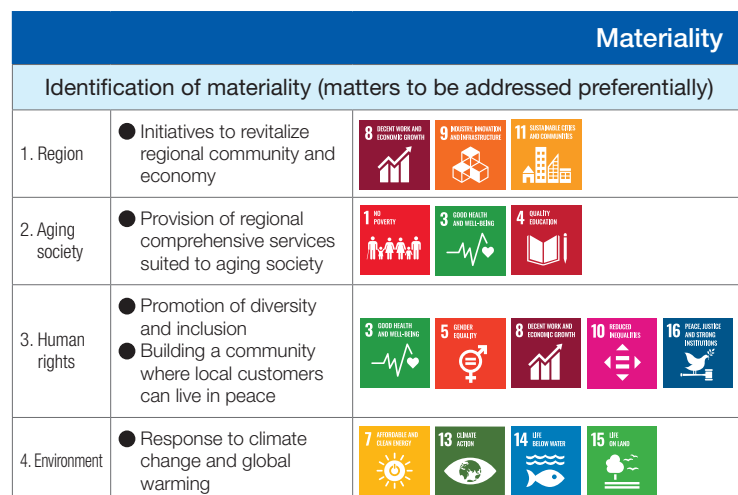 Materiality
Identification of materiality (matters to be addressed preferentially)
1. Region
● Initiatives to revitalize
regional community and
economy
8 DECENT WORK AND
ECONOMIC GROWTH
9 INDUSTRY, INNOVATION
AND INFRASTRUCTURE
11 SUSTAINABLE CITIES
AND COMMUNITIES
2. Aging
society
● Provision of regional
comprehensive services
suited to aging society
1 NO
POVERTY
3 GOOD HEALTH
AND WELL-BEING
4 QUALITY
EDUCATION
3. Human
rights
● Promotion of diversity
and inclusion
● Building a community
where local customers
can live in peace
3 GOOD HEALTH
AND WELL-BEING
5 GENDER
EQUALITY
8 DECENT WORK AND
ECONOMIC GROWTH
10 REDUCED
INEQUALITIES
16 PEACE, JUSTICE
AND STRONG
INSTITUTIONS
4. Environment
● Response to climate
change and global
warming
7 AFFORDABLE AND
CLEAN ENERGY
13 CLIMATE
ACTION
14 LIFE
BELOW WATER
15 LIFE
ON LAND